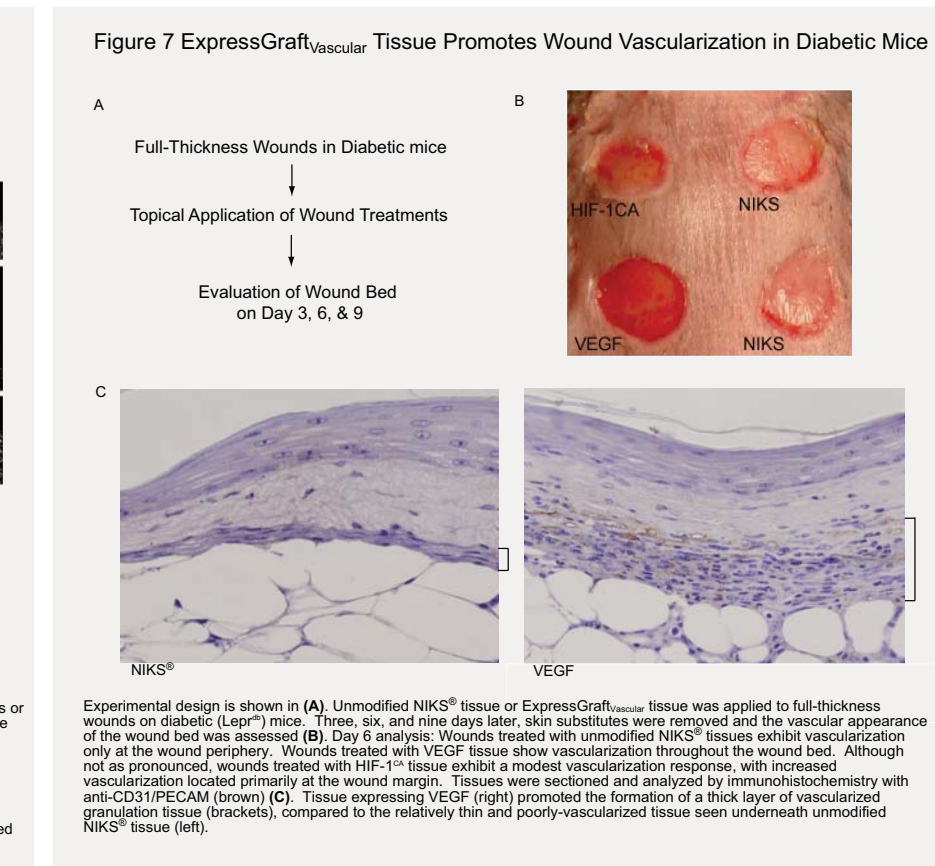 s or
e
ed
Figure 7 ExpressGraftVascular Tissue Promotes Wound Vascularization in Diabetic Mice
A
Full-Thickness Wounds in Diabetic mice
Topical Application of Wound Treatments
Evaluation of Wound Bed
on Day 3, 6, & 9
B
HIF-1CA
NIKS
VEGF
NIKS
C
NIKS®
VEGF
Experimental design is shown in (A). Unmodified NIKS® tissue or ExpressGraftVascular tissue was applied to full-thickness
wounds on diabetic (Leprdb) mice. Three, six, and nine days later, skin substitutes were removed and the vascular appearance
of the wound bed was assessed (B). Day 6 analysis: Wounds treated with unmodified NIKS® tissues exhibit vascularization
only at the wound periphery. Wounds treated with VEGF tissue show vascularization throughout the wound bed. Although
not as pronounced, wounds treated with HIF-1CA tissue exhibit a modest vascularization response, with increased
vascularization located primarily at the wound margin. Tissues were sectioned and analyzed by immunohistochemistry with
anti-CD31/PECAM (brown) (C). Tissue expressing VEGF (right) promoted the formation of a thick layer of vascularized
granulation tissue (brackets), compared to the relatively thin and poorly-vascularized tissue seen underneath unmodified
NIKS® tissue (left).